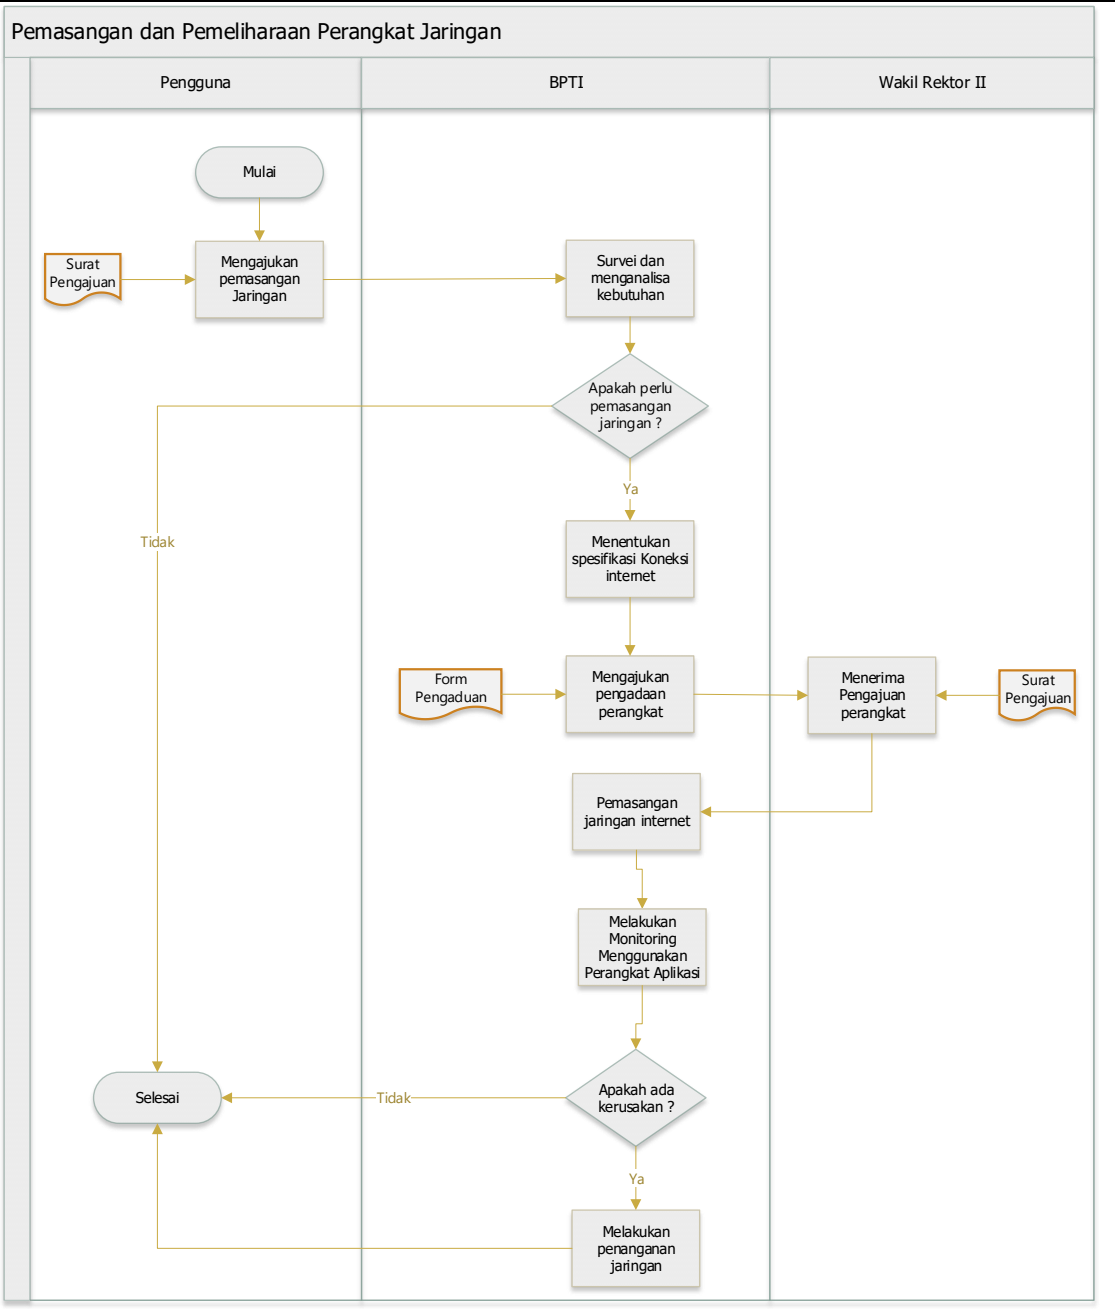 Pemasangan dan Pemeliharaan Perangkat Jaringan
Pengguna
BPTI
Wakil Rektor II
Mulai
Surat
Pengajuan
Mengajukan
pemasangan
Jaringan
Survei dan
menganalisa
kebutuhan
Apakah perlu
pemasangan
jaringan ?
Ya
Tidak
Menentukan
spesifikasi Koneksi
internet
Form
Pengaduan
Mengajukan
pengadaan
perangkat
Menerima
Pengajuan
perangkat
Surat
Pengajuan
Pemasangan
jaringan internet
Melakukan
Monitoring
Menggunakan
Perangkat Aplikasi
Apakah ada
kerusakan ?
Tidak
Selesai
Ya
Melakukan
penanganan
jaringan